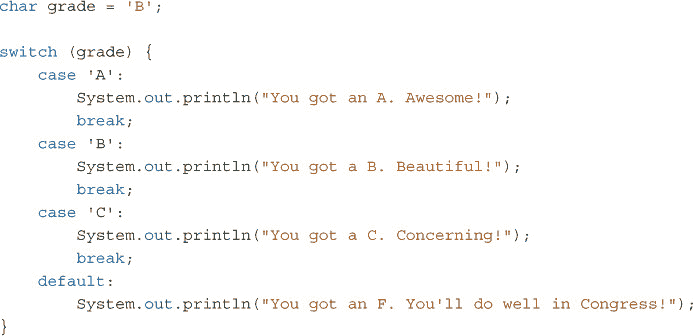 char grade = 'B';

switch (grade) {
    case 'A':
        System.out.println("You got an A. Awesome!");
        break;
    case 'B':
        System.out.println("You got a B. Beautiful!");
        break;
    case 'C':
        System.out.println("You got a C. Concerning!");
        break;
    default:
        System.out.println("You got an F. You'll do well in Congress!");
}